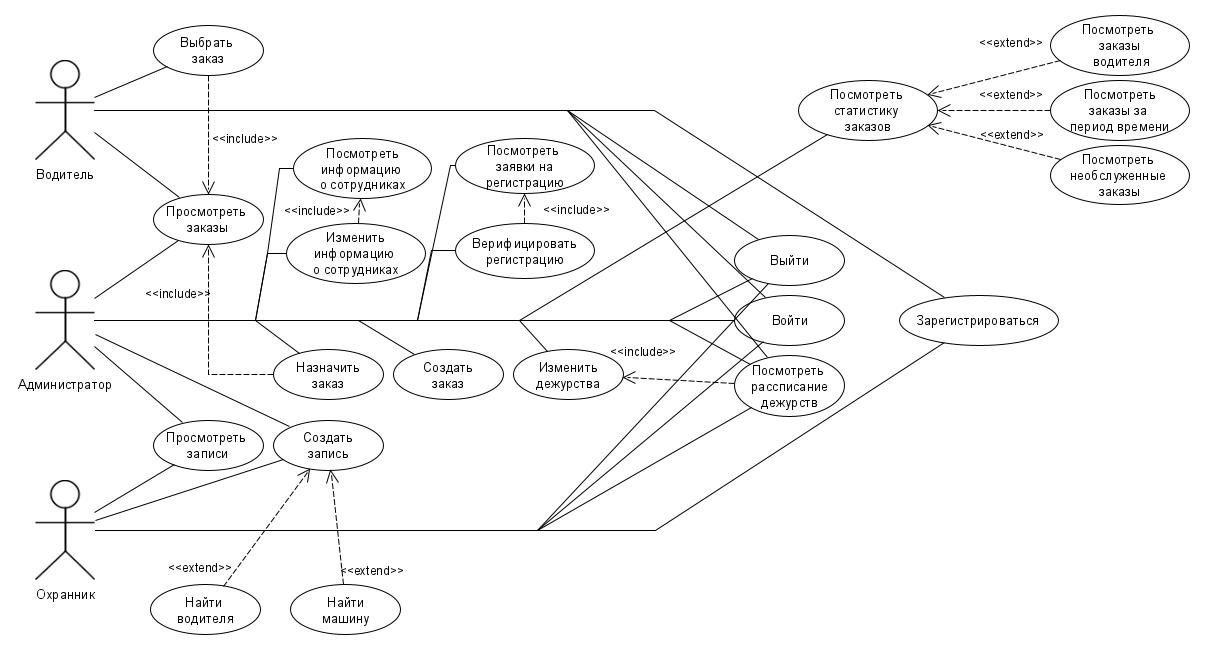 Выбрать
заказ
Водитель
<<include>>
Просмотреть
заказы
Посмотреть
информацию
о сотрудниках
<<include>>
Изменить
информацию
о сотрудниках
Посмотреть
заявки на
регистрацию
<<include>>
Верифицировать
регистрацию
Посмотреть
статистику
заказов
<<extend>>
Посмотреть
заказы
водителя
<<extend>>
Посмотреть
заказы за
период времени
<<extend>>
Посмотреть
необслуженные
заказы
Выйти
Войти
Зарегистрироваться
<<include>>
Администратор
Назначить
заказ
Создать
заказ
Изменить
дежурства
<<include>>
Посмотреть
рассписание
дежурств
Просмотреть
записи
Создать
запись
Охранник
<<extend>>
<<extend>>
Найти
водителя
Найти
машину